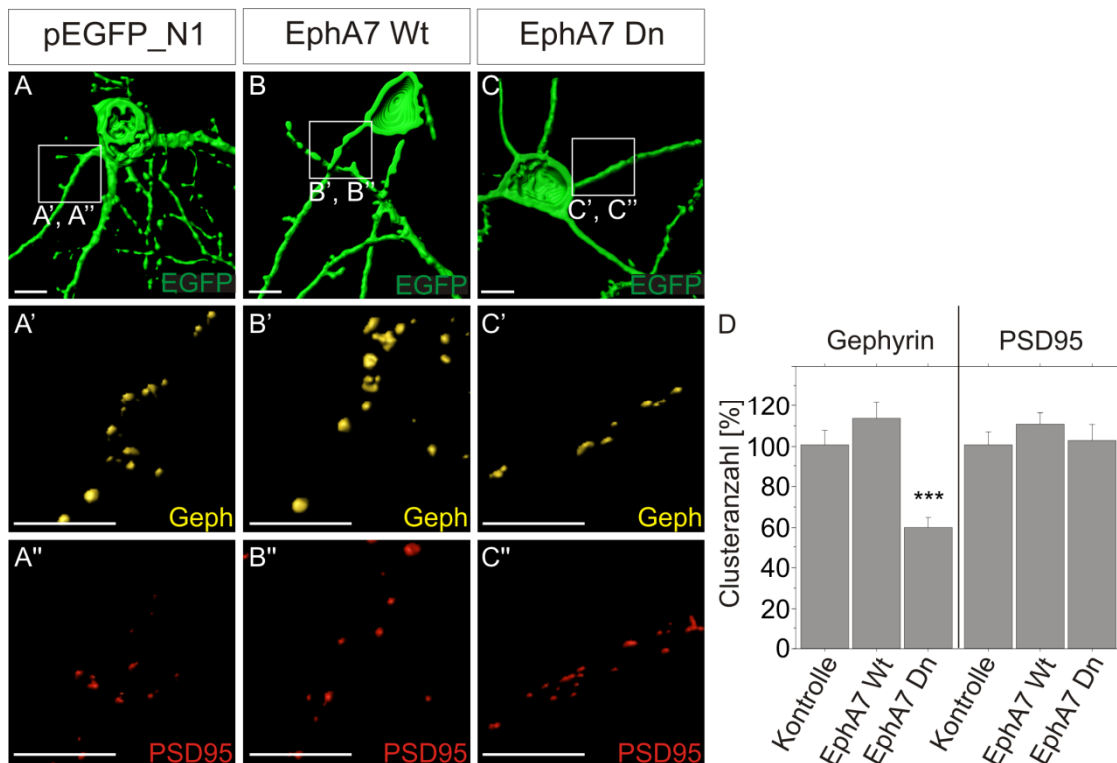 pEGFP_N1
EphA7 Wt
EphA7 Dn
A
A', A''
EGFP
B
B', B''
EGFP
C
C', C''
EGFP
A'
Geph
B'
Geph
C'
Geph
A''
PSD95
B''
PSD95
C''
PSD95
D
Gephyrin
PSD95
Clusteranzahl [%]
120
100
80
60
40
20
0
***
Kontrolle
EphA7 Wt
EphA7 Dn
Kontrolle
EphA7 Wt
EphA7 Dn